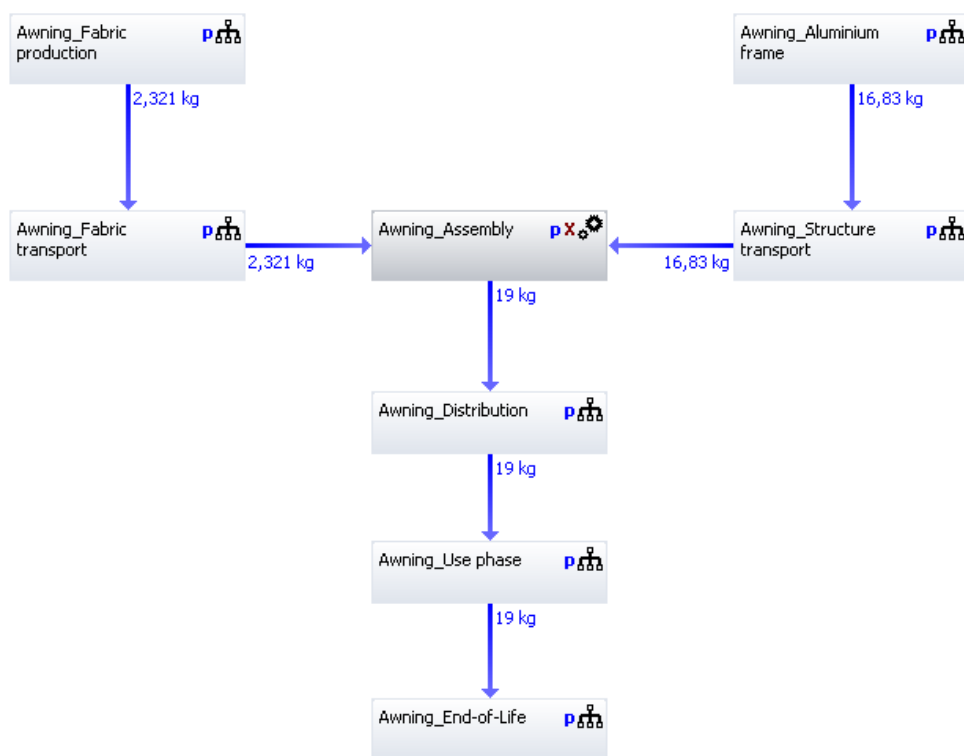 Awning_Fabric
production
p
Awning_Aluminium
frame
p
2,321 kg
16,83 kg
Awning_Fabric
transport
p
Awning_Assembly
p x
Awning_Structure
transport
p
2,321 kg
16,83 kg
19 kg
Awning_Distribution
p
19 kg
Awning_Use phase
p
19 kg
Awning_End-of-Life
p